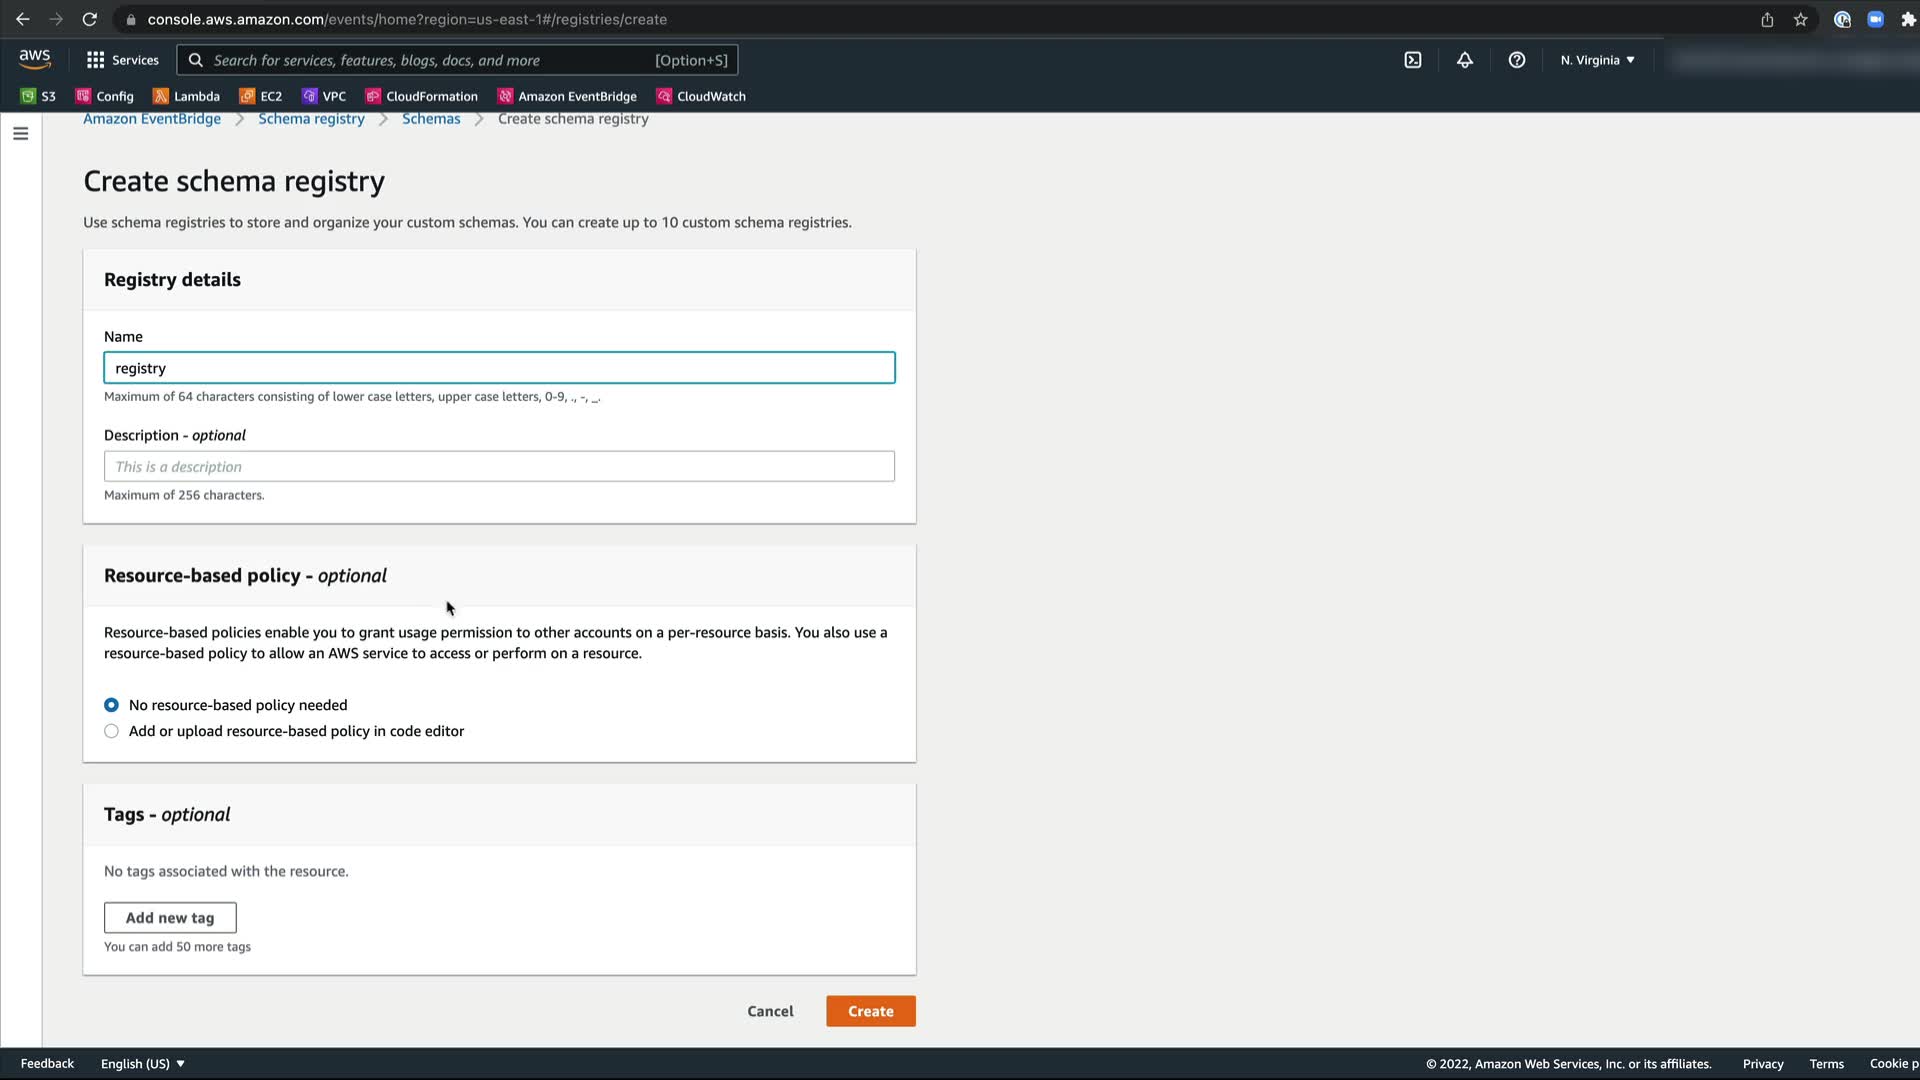 console.aws.amazon.com/events/home?region=us-east-1#/registries/create
aws
Services
Search for services, features, blogs, docs, and more
[Option+S]
N. Virginia ▼
S3
Config
Lambda
EC2
VPC
CloudFormation
Amazon EventBridge
CloudWatch
Amazon EventBridge > Schema registry > Schemas > Create schema registry
Create schema registry
Use schema registries to store and organize your custom schemas. You can create up to 10 custom schema registries.
Registry details
Name
registry
Maximum of 64 characters consisting of lower case letters, upper case letters, 0-9, ., -, _.
Description - optional
This is a description
Maximum of 256 characters.
Resource-based policy - optional
Resource-based policies enable you to grant usage permission to other accounts on a per-resource basis. You also use a
resource-based policy to allow an AWS service to access or perform on a resource.
No resource-based policy needed
Add or upload resource-based policy in code editor
Tags - optional
No tags associated with the resource.
Add new tag
You can add 50 more tags
Cancel
Create
Feedback
English (US) ▼
© 2022, Amazon Web Services, Inc. or its affiliates.
Privacy
Terms
Cookie p